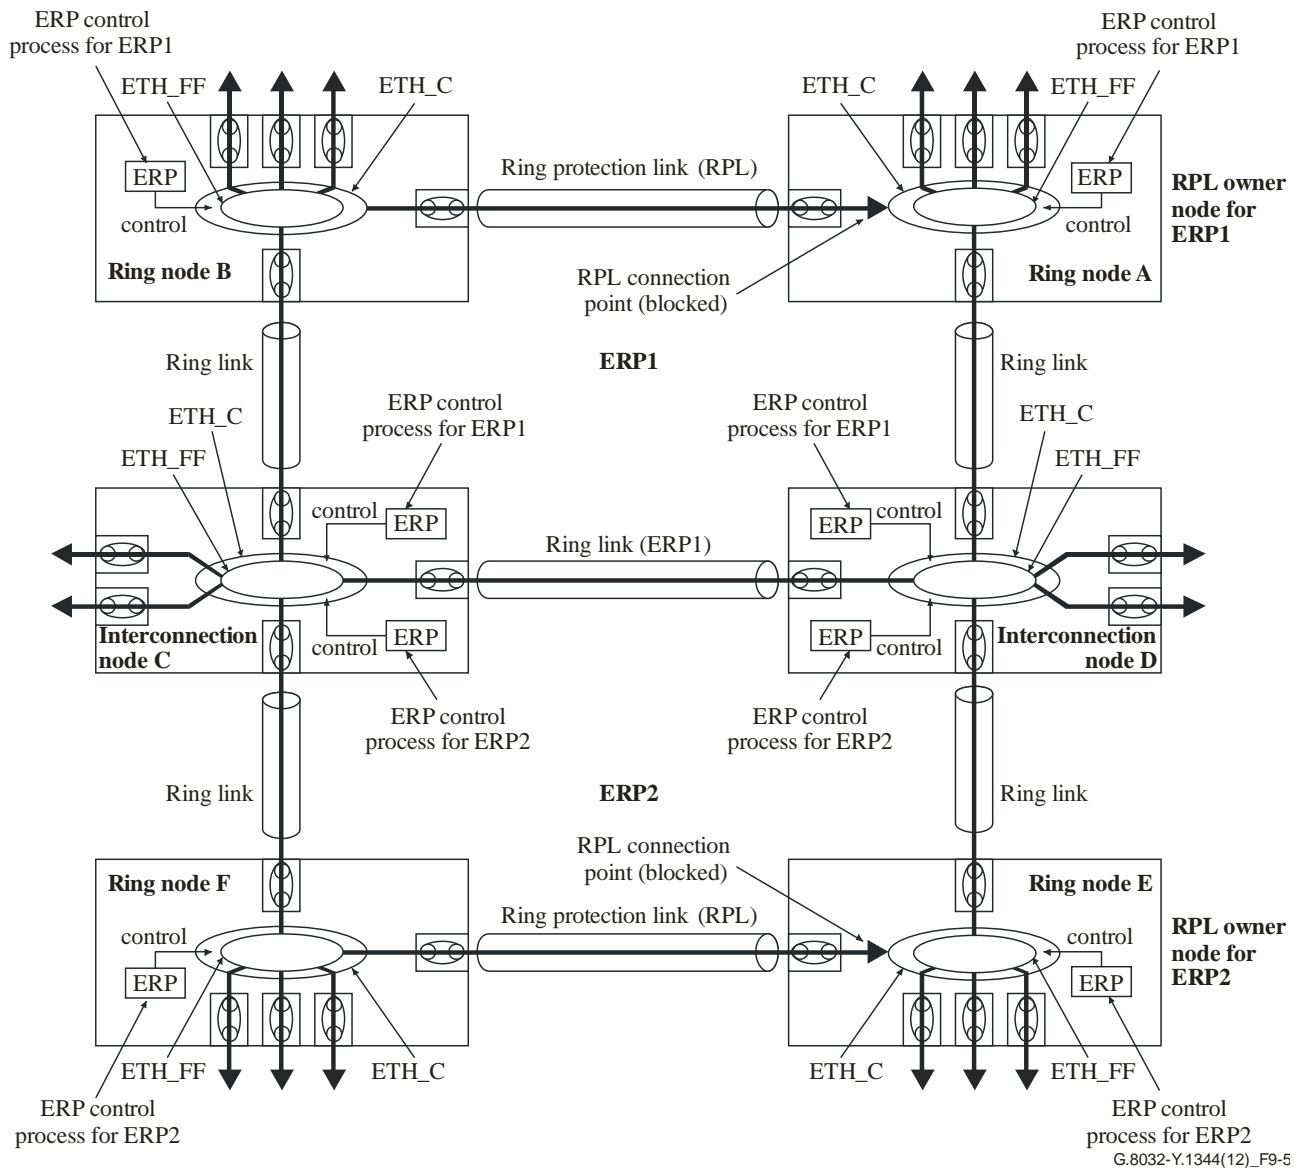 ERP control
process for ERP1
ERP control
process for ERP1
ETH_FF
ETH_C
ETH_C
ETH_FF
ERP
control
Ring protection link (RPL)
ERP
control
RPL owner
node for
ERP1
Ring node B
RPL connection
point (blocked)
Ring node A
Ring link
ERP1
Ring link
ETH_C
ETH_FF
ERP control
process for ERP1
ERP control
process for ERP1
ETH_C
ETH_FF
control
ERP
Ring link (ERP1)
ERP
control
Interconnection
node C
control
ERP
ERP
control
Interconnection
node D
ERP control
process for ERP2
ERP control
process for ERP2
Ring link
ERP2
Ring link
RPL connection
point (blocked)
Ring node F
Ring node E
control
ERP
Ring protection link (RPL)
control
ERP
RPL owner
node for
ERP2
ETH_FF
ETH_C
ETH_C
ETH_FF
ERP control
process for ERP2
ERP control
process for ERP2
G.8032-Y.1344(12)_F9-5